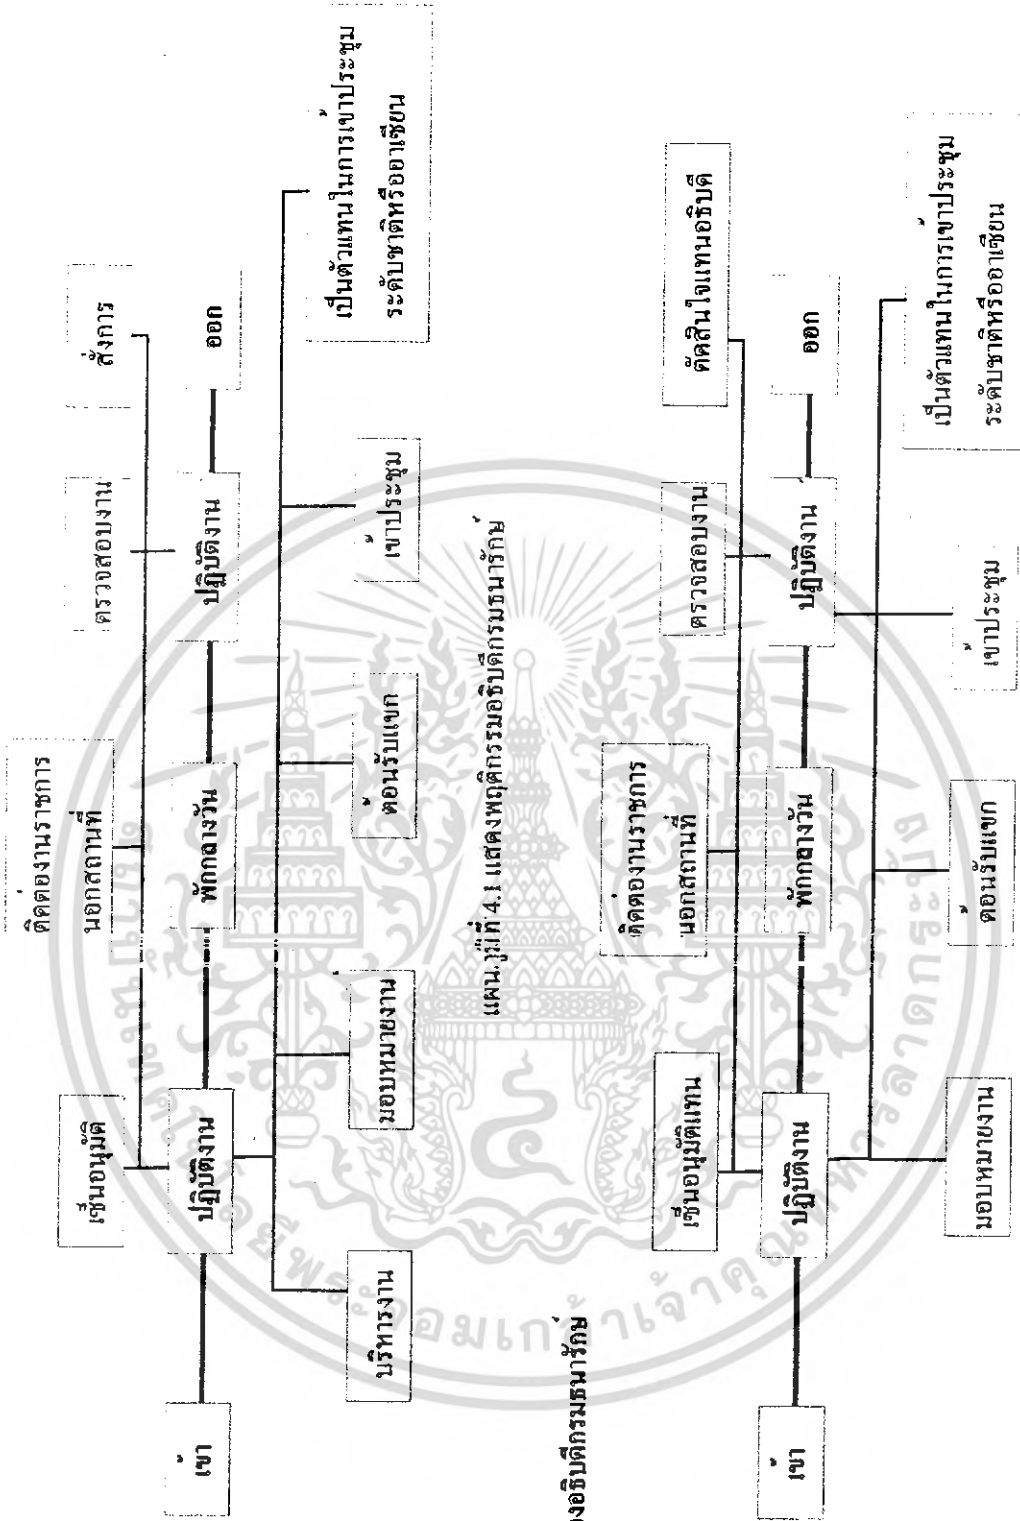 ติดต่องานราชการ
นอกสถานที่
เซ็นอนุมัติ
ตรวจสอบงาน
สั่งการ
เข้า
ปฏิบัติงาน
พักกลางวัน
ปฏิบัติงาน
ออก
บริหารงาน
มอบหมายงาน
ต้อนรับแขก
เข้าประชุม
เป็นตัวแทนในการเข้าประชุม
ระดับชาติหรืออาเซียน
แผนภูมิที่ 4.1 แสดงพฤติกรรมอธิบดีกรมธนารักษ์
องอธิบดีกรมธนารักษ์
ติดต่องานราชการ
นอกสถานที่
เซ็นอนุมัติแทน
ตรวจสอบงาน
ตัดสินใจแทนอธิบดี
เข้า
ปฏิบัติงาน
พักกลางวัน
ปฏิบัติงาน
ออก
มอบหมายงาน
ต้อนรับแขก
เข้าประชุม
เป็นตัวแทนในการเข้าประชุม
ระดับชาติหรืออาเซียน